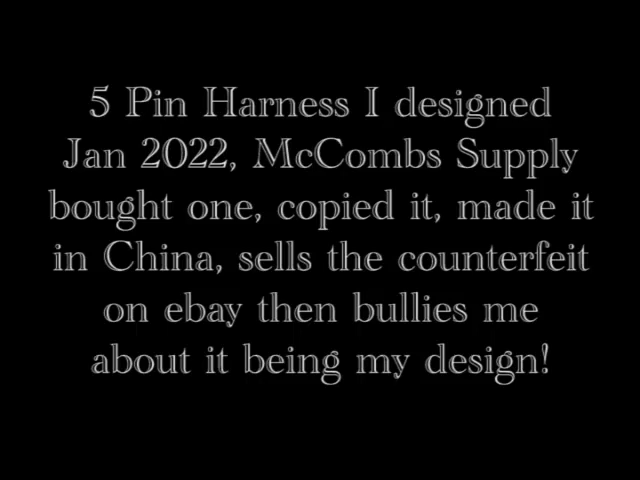 5 Pin Harness I designed
Jan 2022, McCombs Supply
bought one, copied it, made it
in China, sells the counterfeit
on ebay then bullies me
about it being my design!